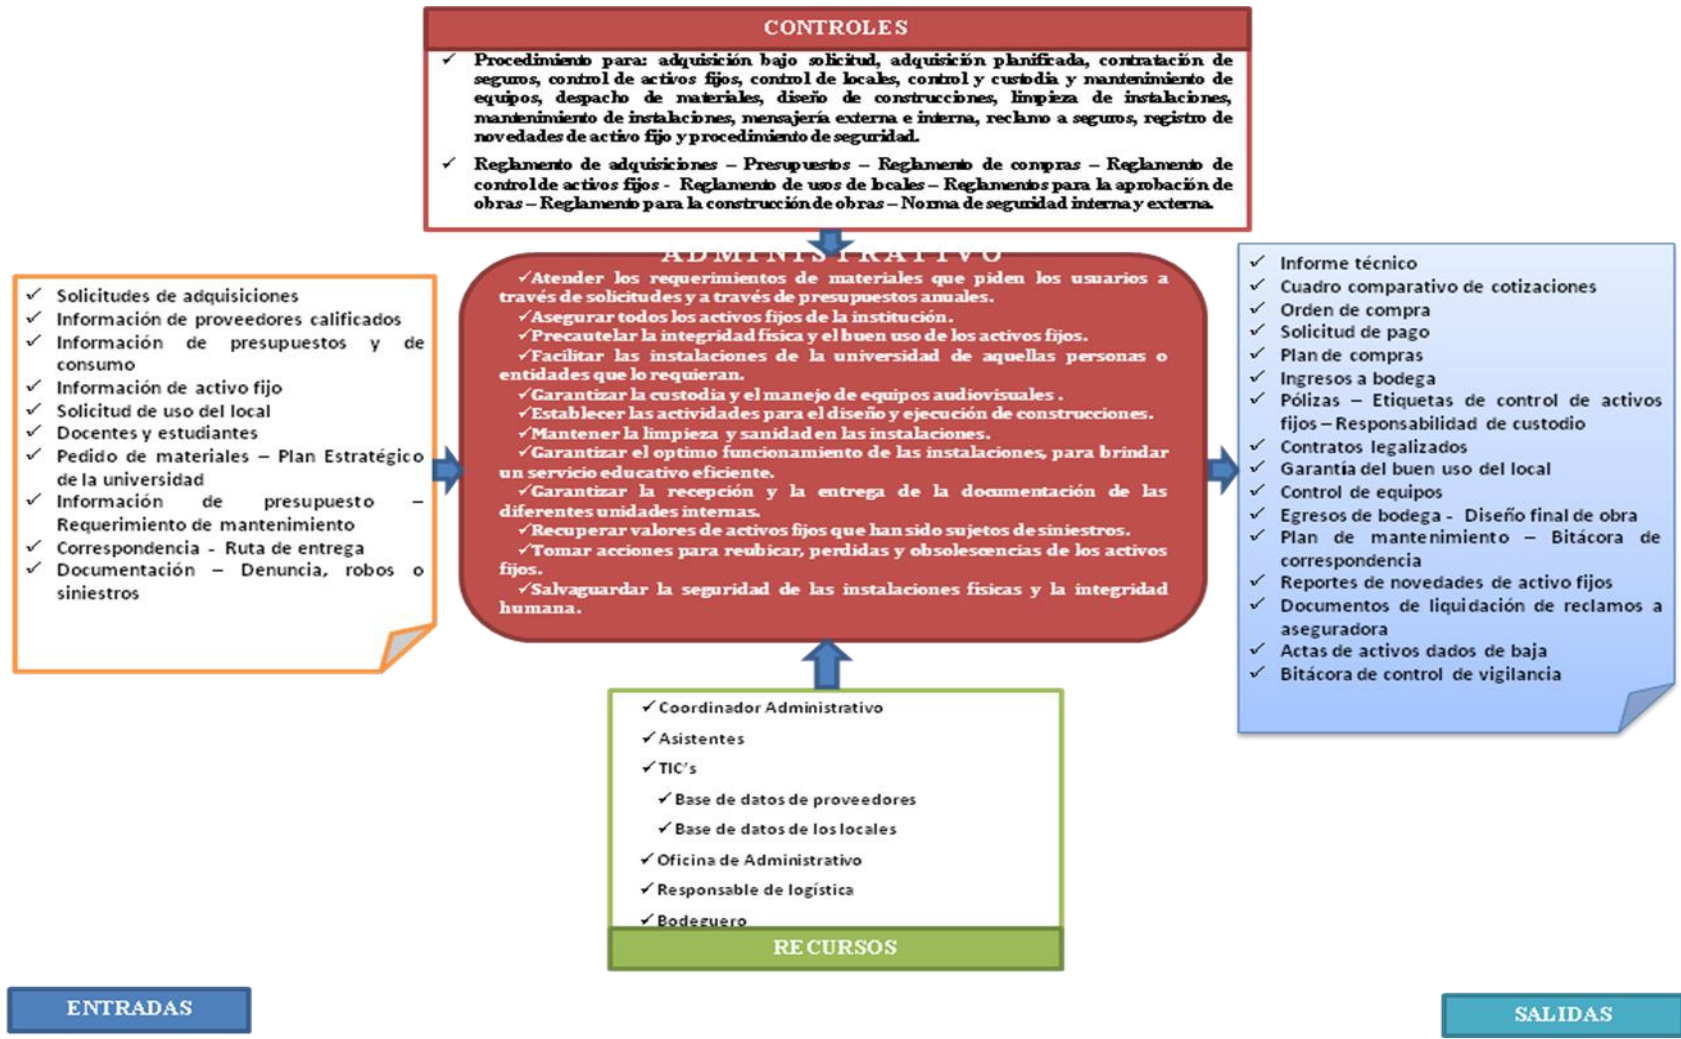 CONTROLES
✓ Procedimiento para: adquisición bajo solicitud, adquisición planificada, contratación de
seguros, control de activos fijos, control de locales, control y custodia y mantenimiento de
equipos, despacho de materiales, diseño de construcciones, limpieza de instalaciones,
mantenimiento de instalaciones, mensajería externa e interna, reclamo a seguros, registro de
novedades de activo fijo y procedimiento de seguridad.
✓ Reglamento de adquisiciones – Presupuestos – Reglamento de compras – Reglamento de
control de activos fijos - Reglamento de usos de locales – Reglamentos para la aprobación de
obras – Reglamento para la construcción de obras – Norma de seguridad interna y externa.
✓ Solicitudes de adquisiciones
✓ Información de proveedores calificados
✓ Información de presupuestos y de
consumo
✓ Información de activo fijo
✓ Solicitud de uso del local
✓ Docentes y estudiantes
✓ Pedido de materiales – Plan Estratégico
de la universidad
✓ Información de presupuesto –
Requerimiento de mantenimiento
✓ Correspondencia - Ruta de entrega
✓ Documentación – Denuncia, robos o
siniestros
ADMINISTRATIVO
✓Atender los requerimientos de materiales que piden los usuarios a
través de solicitudes y a través de presupuestos anuales.
✓Asegurar todos los activos fijos de la institución.
✓Precautelar la integridad física y el buen uso de los activos fijos.
✓Facilitar las instalaciones de la universidad de aquellas personas o
entidades que lo requieran.
✓Garantizar la custodia y el manejo de equipos audiovisuales .
✓Establecer las actividades para el diseño y ejecución de construcciones.
✓Mantener la limpieza y sanidad en las instalaciones.
✓Garantizar el optimo funcionamiento de las instalaciones, para brindar
un servicio educativo eficiente.
✓Garantizar la recepción y la entrega de la documentación de las
diferentes unidades internas.
✓Recuperar valores de activos fijos que han sido sujetos de siniestros.
✓Tomar acciones para reubicar, perdidas y obsolescencias de los activos
fijos.
✓Salvaguardar la seguridad de las instalaciones físicas y la integridad
humana.
✓ Informe técnico
✓ Cuadro comparativo de cotizaciones
✓ Orden de compra
✓ Solicitud de pago
✓ Plan de compras
✓ Ingresos a bodega
✓ Pólizas – Etiquetas de control de activos
fijos – Responsabilidad de custodio
✓ Contratos legalizados
✓ Garantía del buen uso del local
✓ Control de equipos
✓ Egresos de bodega - Diseño final de obra
✓ Plan de mantenimiento – Bitácora de
correspondencia
✓ Reportes de novedades de activo fijos
✓ Documentos de liquidación de reclamos a
aseguradora
✓ Actas de activos dados de baja
✓ Bitácora de control de vigilancia
✓ Coordinador Administrativo
✓ Asistentes
✓ TIC's
✓ Base de datos de proveedores
✓ Base de datos de los locales
✓ Oficina de Administrativo
✓ Responsable de logística
✓ Bodeguero
RECURSOS
ENTRADAS
SALIDAS